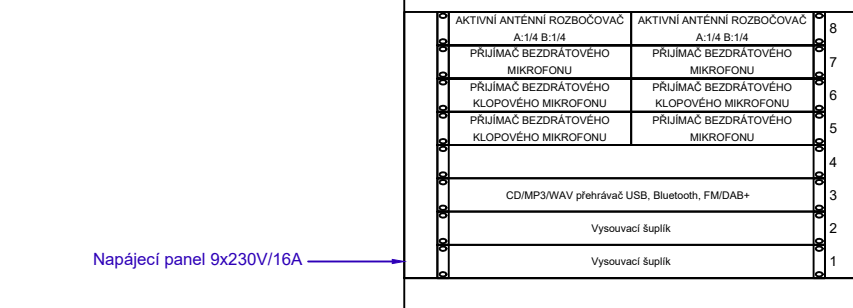 AKTIVNÍ ANTÉNNÍ ROZBOČOVAČ AKTIVNÍ ANTÉNNÍ ROZBOČOVAČ 8
A:1/4 B:1/4 A:1/4 B:1/4
PŘIJÍMAČ BEZDRÁTOVÉHO PŘIJÍMAČ BEZDRÁTOVÉHO 7
MIKROFONU MIKROFONU
PŘIJÍMAČ BEZDRÁTOVÉHO PŘIJÍMAČ BEZDRÁTOVÉHO 6
KLOPOVÉHO MIKROFONU KLOPOVÉHO MIKROFONU
PŘIJÍMAČ BEZDRÁTOVÉHO PŘIJÍMAČ BEZDRÁTOVÉHO 5
KLOPOVÉHO MIKROFONU MIKROFONU
4
CD/MP3/WAV přehrávač USB, Bluetooth, FM/DAB+ 3
Vysouvací šuplík 2
Napájecí panel 9x230V/16A Vysouvací šuplík 1